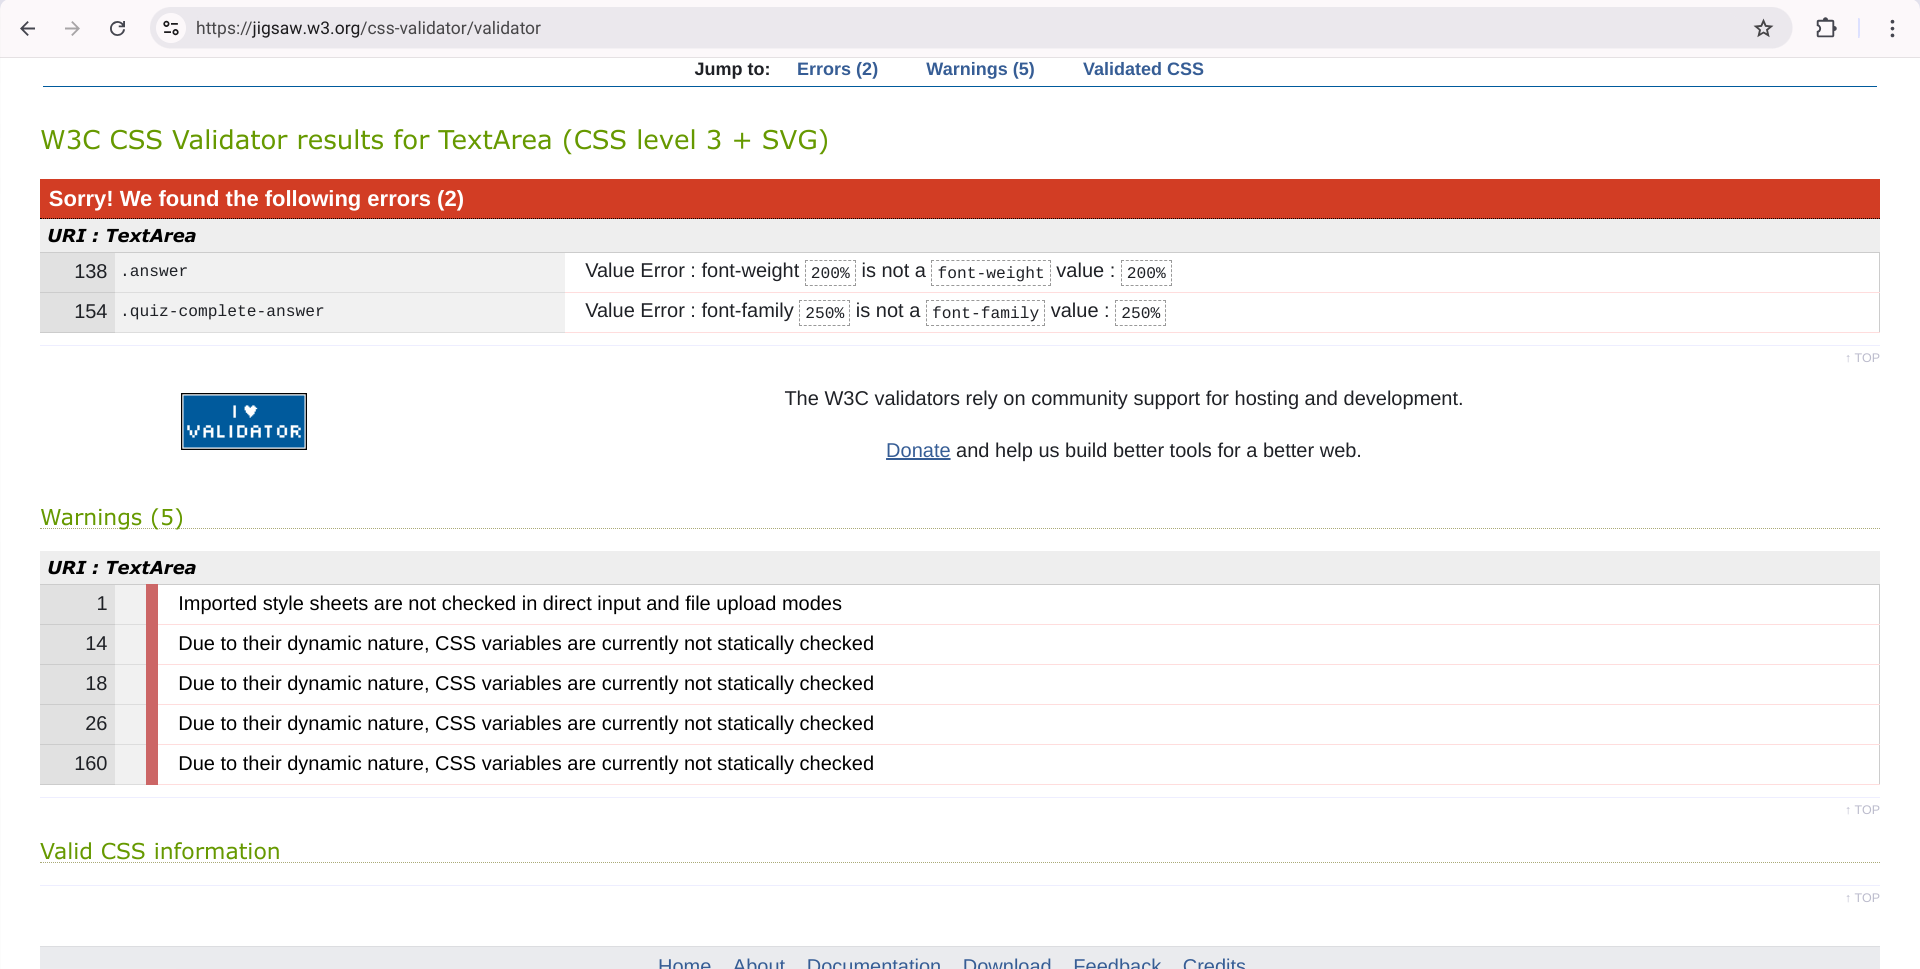 https://jigsaw.w3.org/css-validator/validator
Jump to: Errors (2) Warnings (5) Validated CSS
W3C CSS Validator results for TextArea (CSS level 3 + SVG)
Sorry! We found the following errors (2)
URI : TextArea
138 .answer Value Error : font-weight 200% is not a font-weight value : 200%
154 .quiz-complete-answer Value Error : font-family 250% is not a font-family value : 250%
↑ TOP
I ♥
VALIDATOR
The W3C validators rely on community support for hosting and development.
Donate and help us build better tools for a better web.
Warnings (5)
URI : TextArea
1 Imported style sheets are not checked in direct input and file upload modes
14 Due to their dynamic nature, CSS variables are currently not statically checked
18 Due to their dynamic nature, CSS variables are currently not statically checked
26 Due to their dynamic nature, CSS variables are currently not statically checked
160 Due to their dynamic nature, CSS variables are currently not statically checked
↑ TOP
Valid CSS information
↑ TOP
Home About Documentation Download Feedback Credits